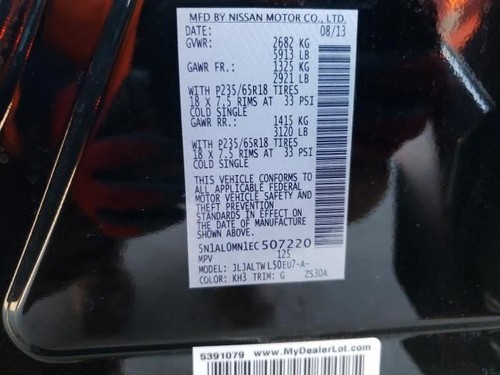 MFD BY NISSAN MOTOR CO., LTD.
DATE: 08/13
GVWR: 2682 KG
5913 LB
GAWR FR.: 1325 KG
2921 LB
WITH P235/65R18 TIRES
18 X 7.5 RIMS AT 33 PSI
COLD SINGLE
GAWR RR.: 1415 KG
3120 LB
WITH P235/65R18 TIRES
18 X 7.5 RIMS AT 33 PSI
COLD SINGLE
THIS VEHICLE CONFORMS TO
ALL APPLICABLE FEDERAL
MOTOR VEHICLE SAFETY AND
THEFT PREVENTION
STANDARDS IN EFFECT ON
THE DATE OF MANUFACTURE
SHOWN ABOVE.
5N1AL0MN1EC507220
MPV 125
MODEL: JLJALTWL50EU7-A-
COLOR: KH3 TRIM: G ZS30A
5391079 www.MyDealerLot.com